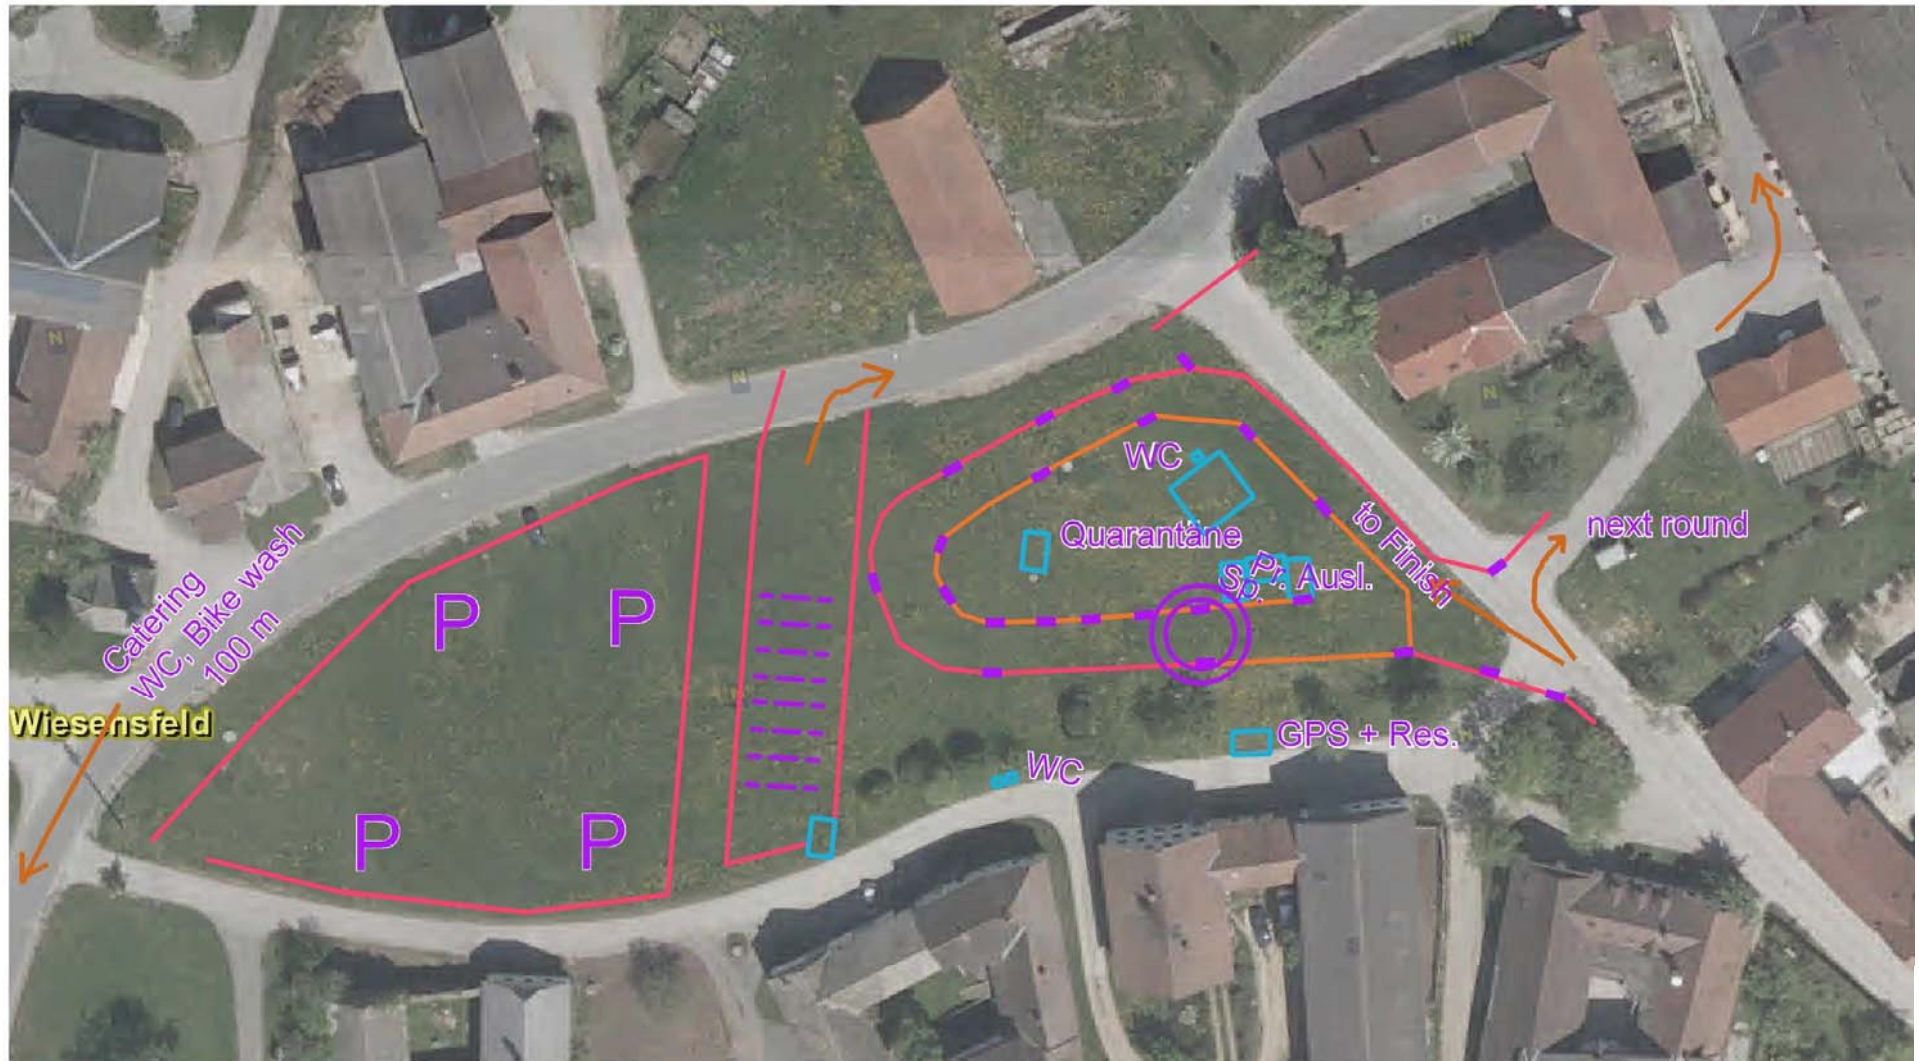 WC
Quarantäne
Sp.
Pr.
Ausl.
to Finish
next round
Catering
WC, Bike wash
100 m
Wiesensfeld
P
P
P
P
GPS + Res.
WC
N
N
N
N
N